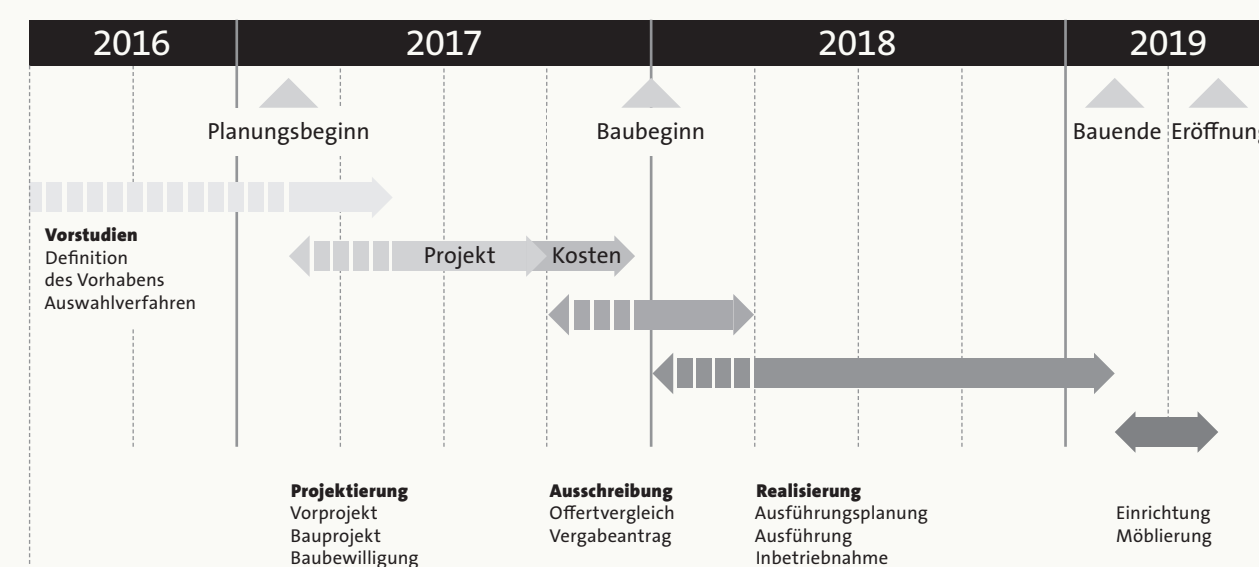 2016 2017 2018 2019
Planungsbeginn Baubeginn Bauende
Vorstudien
Definition
des Vorhabens
Auswahlverfahren
Projekt Kosten
Projektierung
Vorprojekt
Bauprojekt
Baubewilligung
Ausschreibung
Offertvergleich
Vergabeantrag
Realisierung
Ausführungsplanung
Ausführung
Inbetriebnahme
Einrichtung
Möblierung